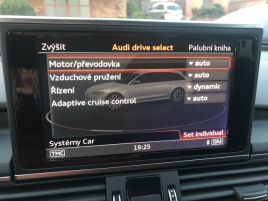 Zvýšit Audi drive select Palubní kniha
Motor/převodovka auto
Vzduchové pružení auto
Řízení dynamic
Adaptive cruise control auto
Set individual
Systémy Car
TMC 19:25 SIM